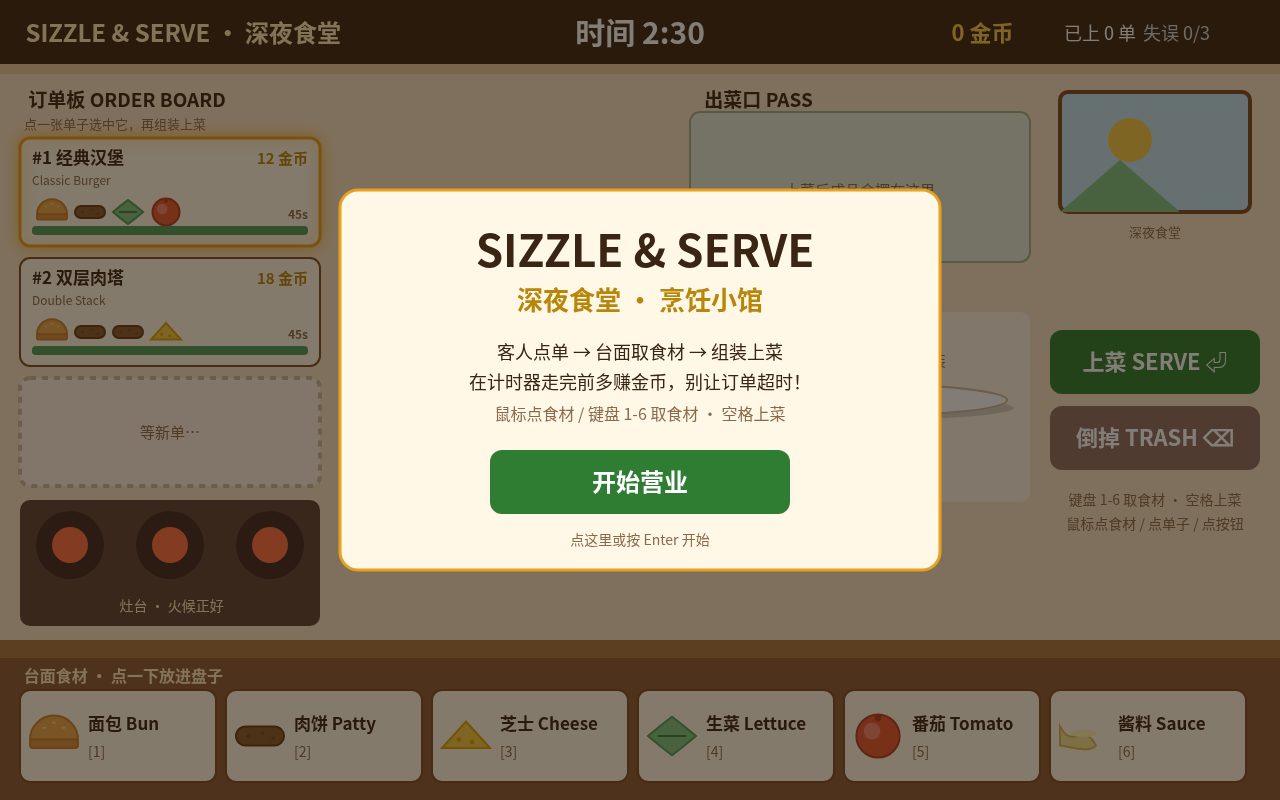 SIZZLE & SERVE · 深夜食堂
时间 2:30
0 金币
已上 0 单 失误 0/3
订单板 ORDER BOARD
点一张单子选中它，再组装上菜
#1 经典汉堡
12 金币
Classic Burger
45s
#2 双层肉塔
18 金币
Double Stack
45s
等新单…
灶台 · 火候正好
出菜口 PASS
深夜食堂
SIZZLE & SERVE
深夜食堂 · 烹饪小馆
客人点单 → 台面取食材 → 组装上菜
在计时器走完前多赚金币，别让订单超时！
鼠标点食材 / 键盘 1-6 取食材 · 空格上菜
开始营业
点这里或按 Enter 开始
上菜 SERVE ⏎
倒掉 TRASH ⌫
键盘 1-6 取食材 · 空格上菜
鼠标点食材 / 点单子 / 点按钮
台面食材 · 点一下放进盘子
面包 Bun
[1]
肉饼 Patty
[2]
芝士 Cheese
[3]
生菜 Lettuce
[4]
番茄 Tomato
[5]
酱料 Sauce
[6]